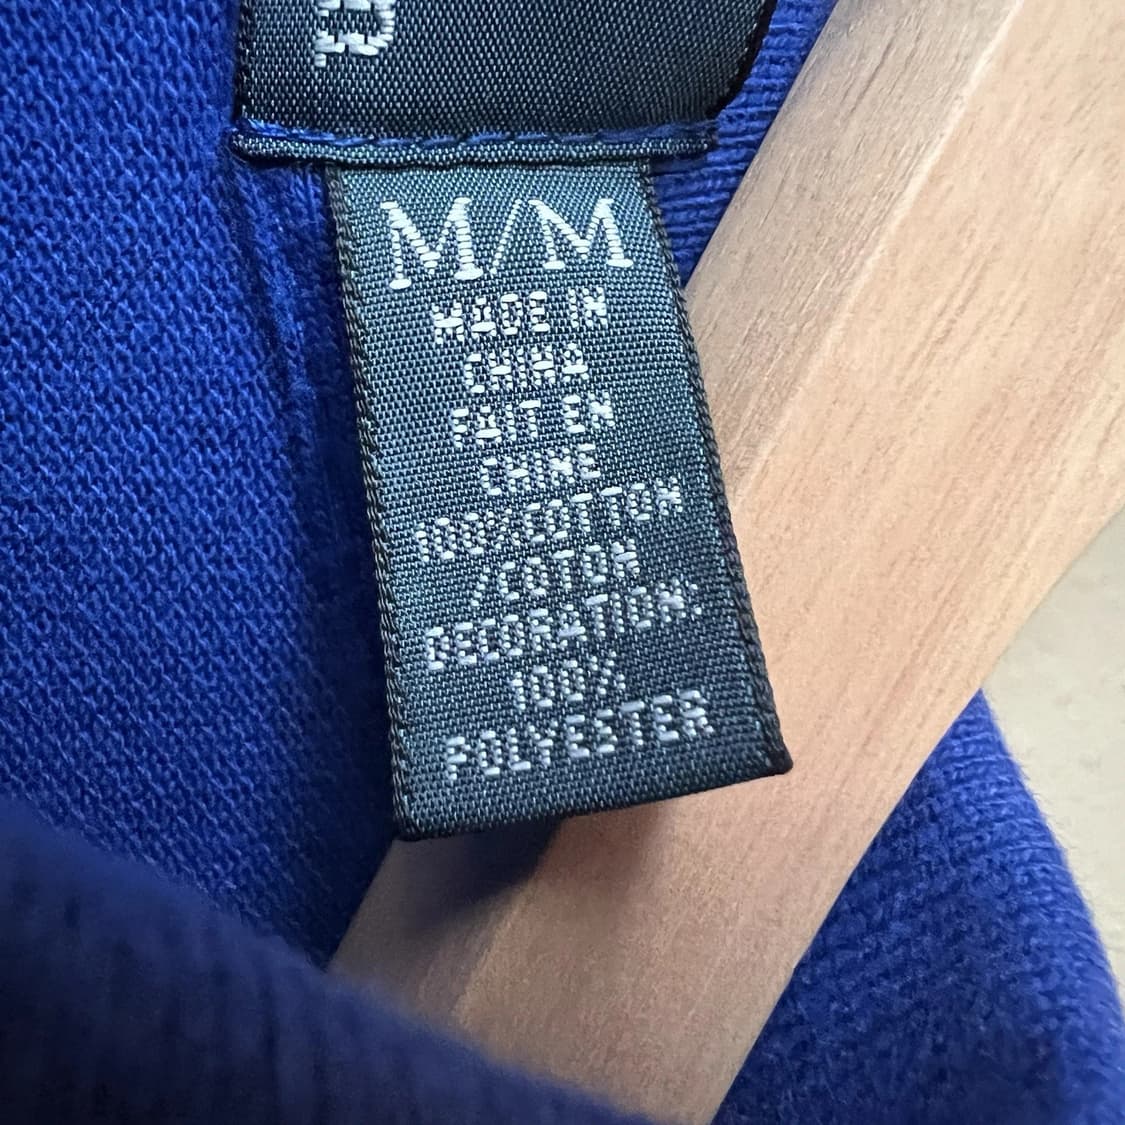 M/M
MADE IN
CHINA
FAIT EN
CHINE
100%COTTON
/COTON
DECORATION:
100%
POLYESTER